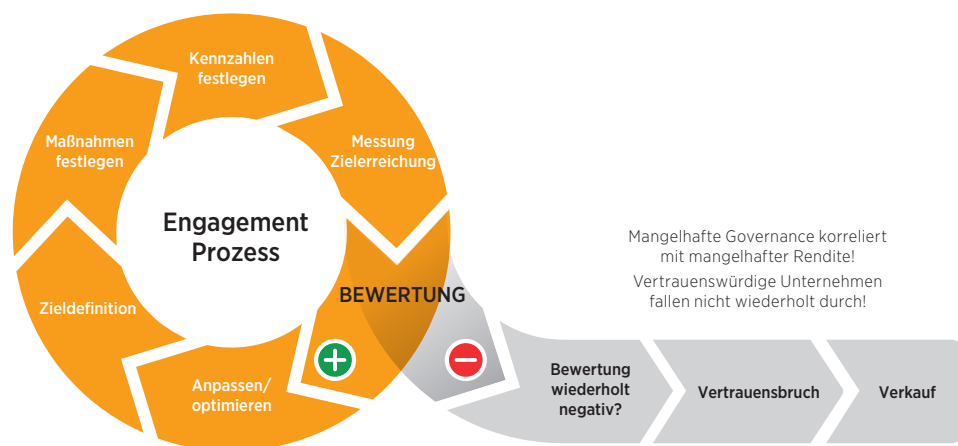 Kennzahlen
festlegen
Maßnahmen
festlegen
Messung
Zielerreichung
Engagement
Prozess
Mangelhafte Governance korreliert
mit mangelhafter Rendite!
Vertrauenswürdige Unternehmen
fallen nicht wiederholt durch!
BEWERTUNG
Zieldefinition
Anpassen/
optimieren
Bewertung
wiederholt
negativ?
Vertrauensbruch
Verkauf